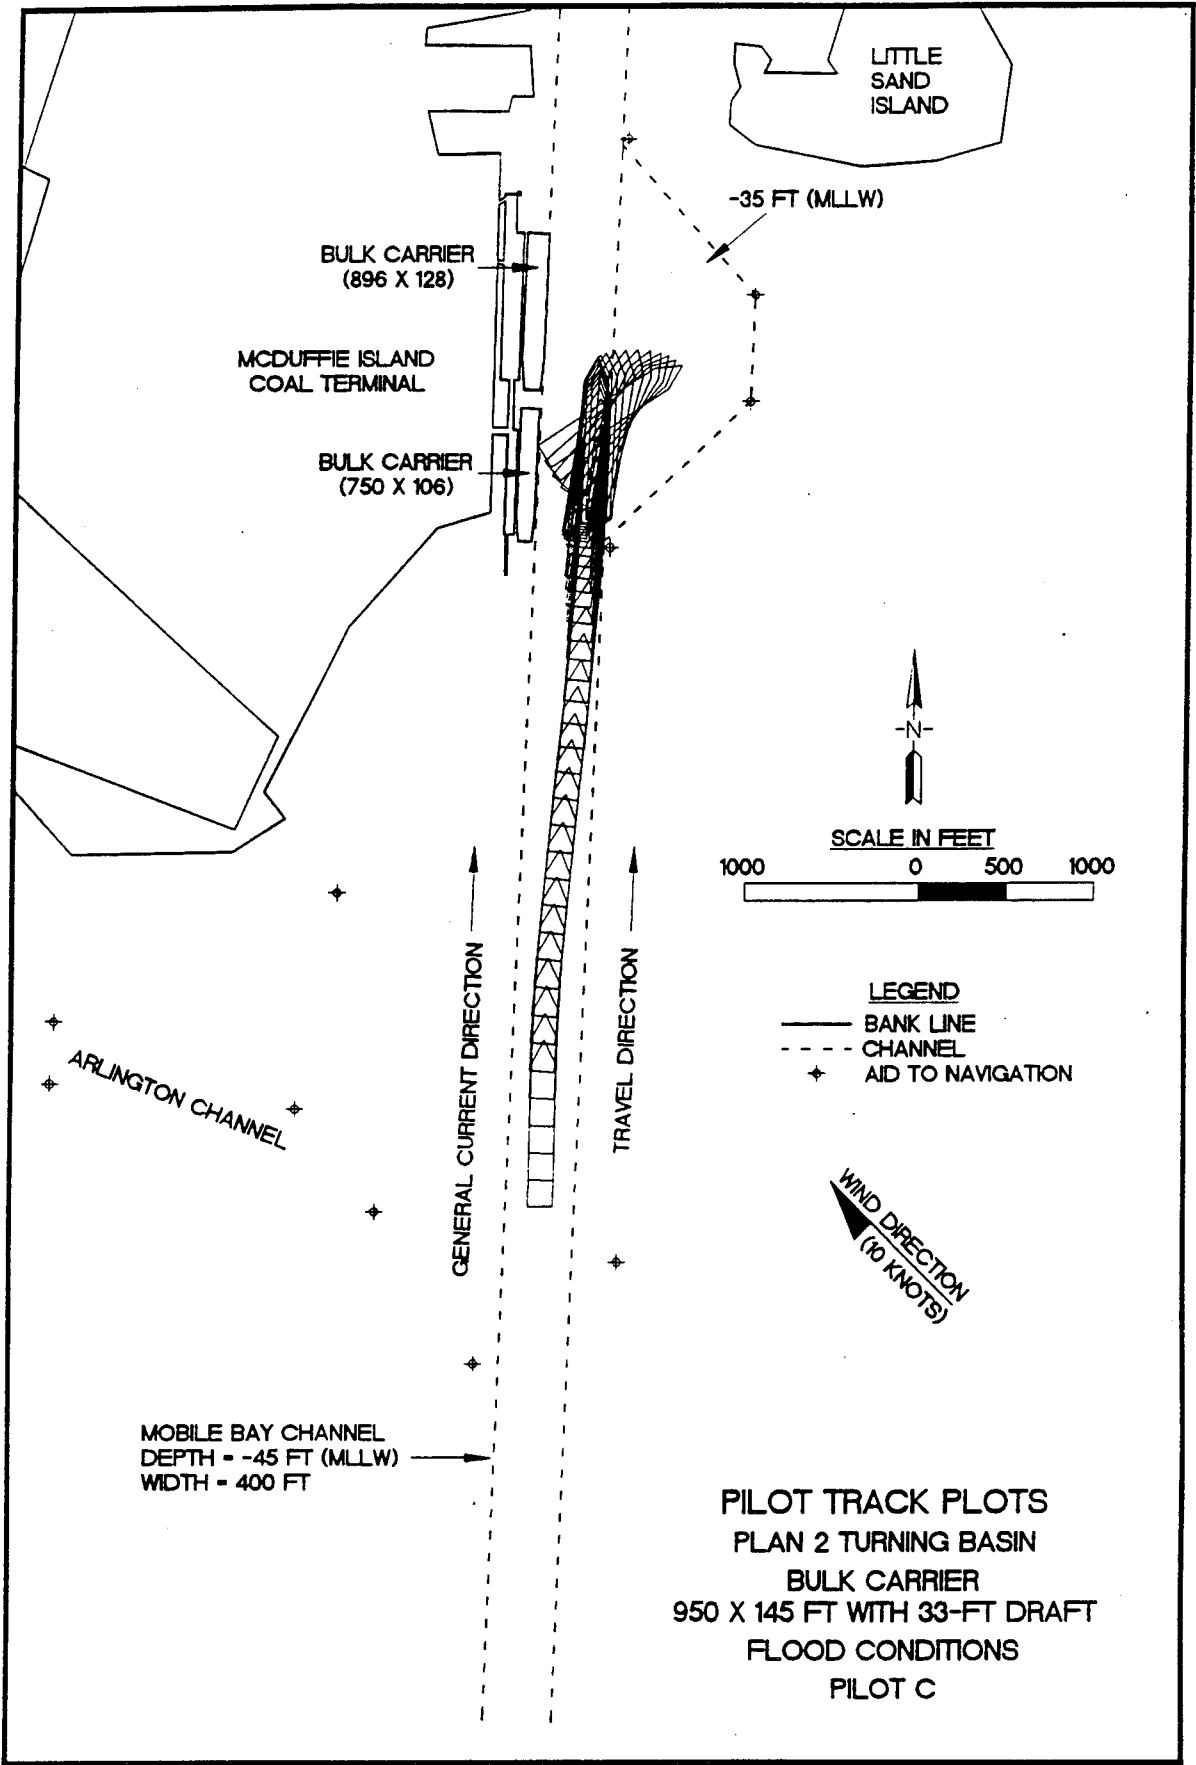 LITTLE
SAND
ISLAND
-35 FT (MLLW)
BULK CARRIER
(896 X 128)
MCDUFFIE ISLAND
COAL TERMINAL
BULK CARRIER
(750 X 106)
-N-
SCALE IN FEET
1000 0 500 1000
GENERAL CURRENT DIRECTION
TRAVEL DIRECTION
LEGEND
BANK LINE
CHANNEL
AID TO NAVIGATION
ARLINGTON CHANNEL
WIND DIRECTION
(10 KNOTS)
MOBILE BAY CHANNEL
DEPTH = -45 FT (MLLW)
WIDTH = 400 FT
PILOT TRACK PLOTS
PLAN 2 TURNING BASIN
BULK CARRIER
950 X 145 FT WITH 33-FT DRAFT
FLOOD CONDITIONS
PILOT C